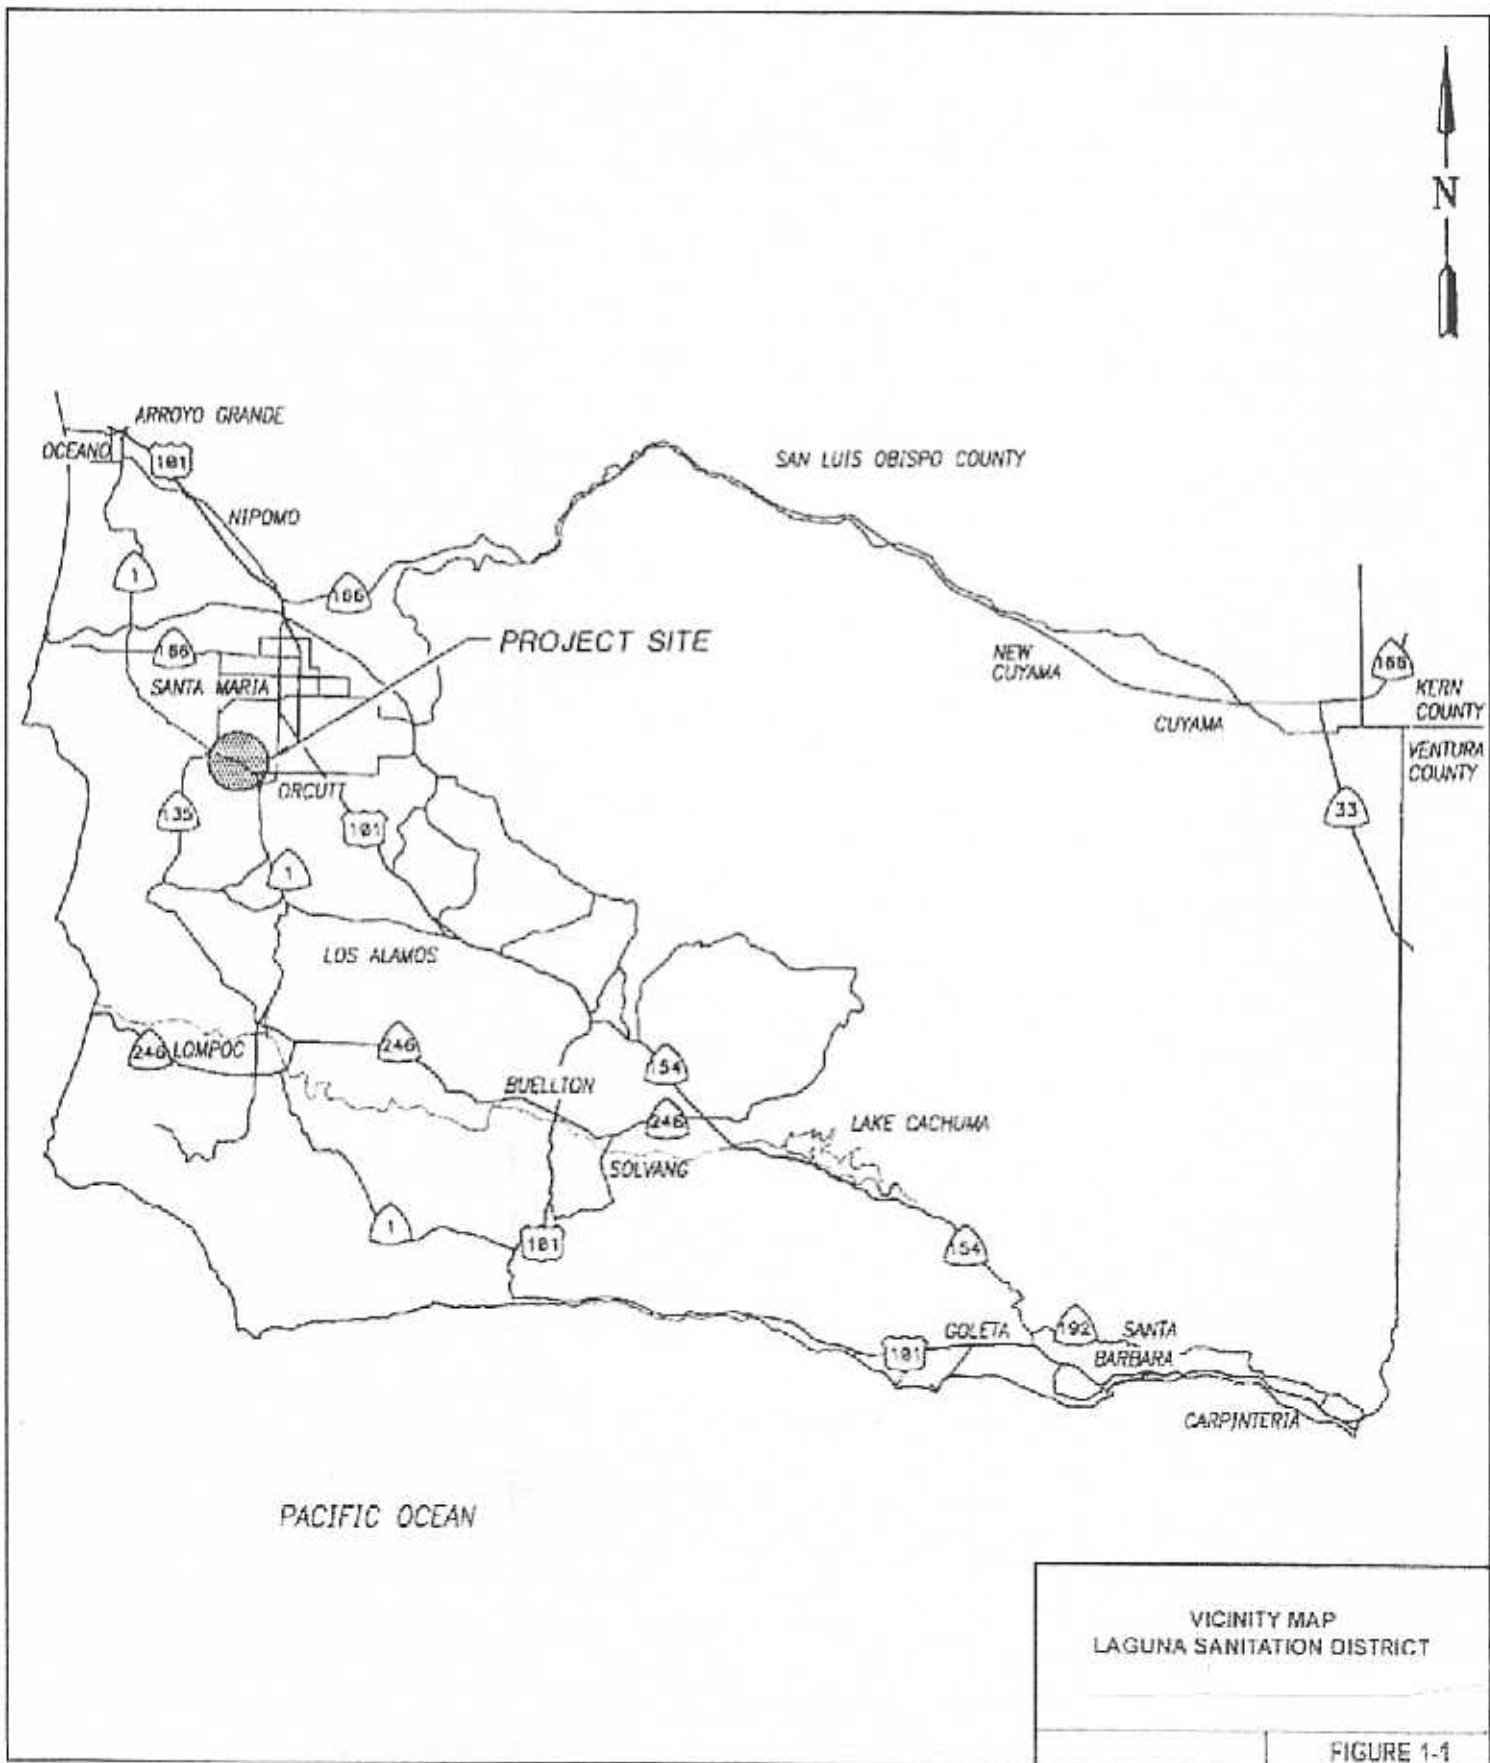 N
ARROYO GRANDE
OCEANO
101
SAN LUIS OBISPO COUNTY
NIPOMO
1
166
PROJECT SITE
166
NEW
CUYAMA
166
SANTA MARIA
KERN
COUNTY
CUYAMA
VENTURA
COUNTY
ORCUTT
135
101
33
1
LOS ALAMOS
246
LOMPOC
246
154
BUELLTON
246
LAKE CACHUMA
SOLVANG
1
101
154
101
GOLETA
192
SANTA
BARBARA
CARPINTERIA
PACIFIC OCEAN
VICINITY MAP
LAGUNA SANITATION DISTRICT
FIGURE 1-1